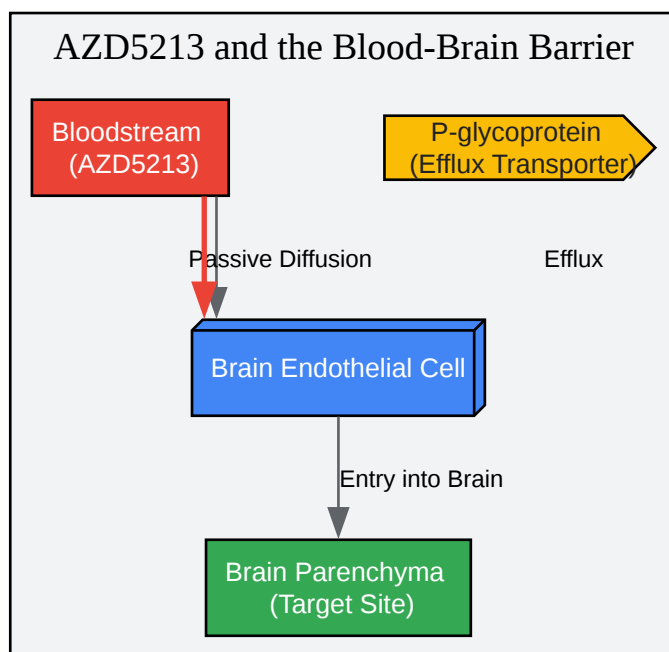 AZD5213 and the Blood-Brain Barrier
Bloodstream
(AZD5213)
P-glycoprotein
(Efflux Transporter)
Passive Diffusion
Efflux
Brain Endothelial Cell
Entry into Brain
Brain Parenchyma
(Target Site)